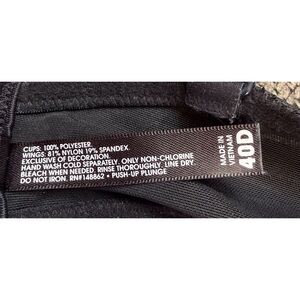 CUPS: 100% POLYESTER.
WINGS: 81% NYLON 19% SPANDEX.
EXCLUSIVE OF DECORATION.
HAND WASH COLD SEPARATELY. ONLY NON-CHLORINE
BLEACH WHEN NEEDED. RINSE THOROUGHLY. LINE DRY.
DO NOT IRON. RN#148862 • PUSH-UP PLUNGE
MADE IN
VIETNAM
40D